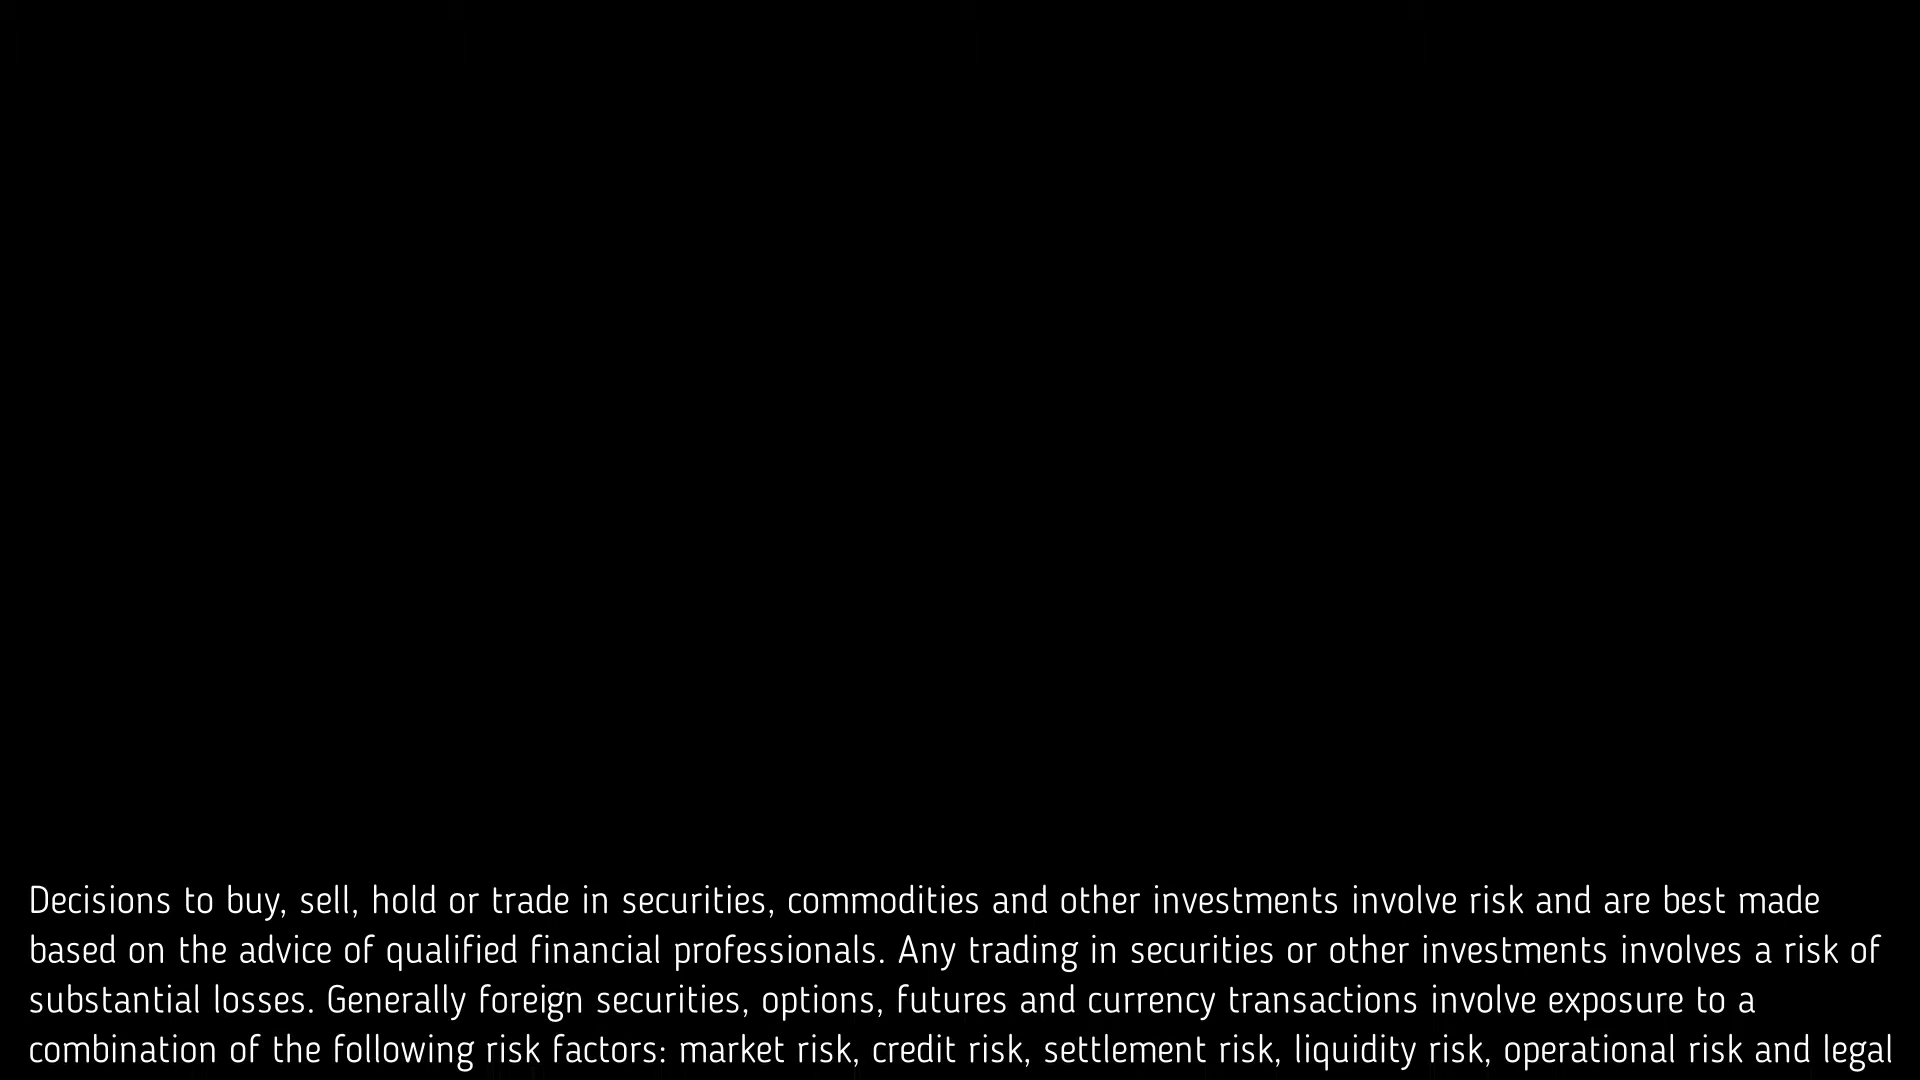 Decisions to buy, sell, hold or trade in securities, commodities and other investments involve risk and are best made
based on the advice of qualified financial professionals. Any trading in securities or other investments involves a risk of
substantial losses. Generally foreign securities, options, futures and currency transactions involve exposure to a
combination of the following risk factors: market risk, credit risk, settlement risk, liquidity risk, operational risk and legal